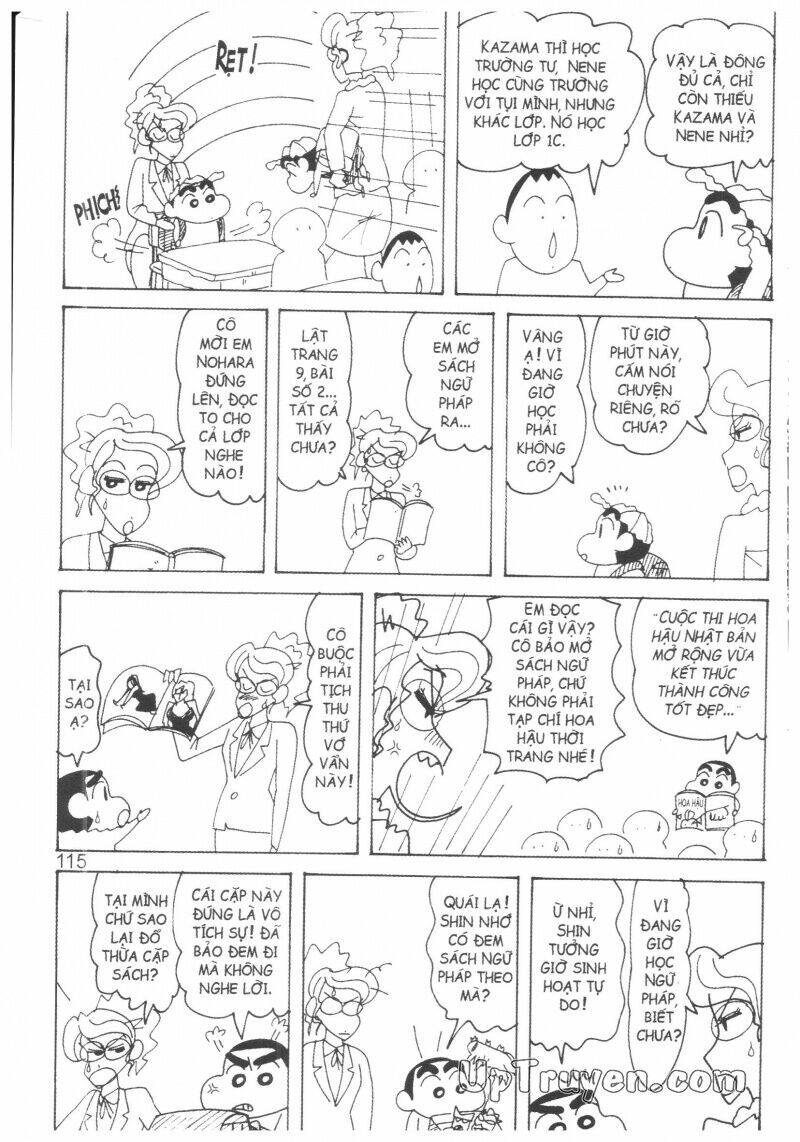 VẬY LÀ ĐÔNG
ĐỦ CẢ, CHỈ
CÒN THIẾU
KAZAMA VÀ
NENE NHỈ?
KAZAMA THÌ HỌC
TRƯỜNG TƯ, NENE
HỌC CÙNG TRƯỜNG
VỚI TỤI MÌNH, NHƯNG
KHÁC LỚP. NÓ HỌC
LỚP 1C.
RẸT!
PHỊCH!
TỪ GIỜ
PHÚT NÀY,
CẤM NÓI
CHUYỆN
RIÊNG, RÕ
CHƯA?
VÂNG
Ạ! VÌ
ĐANG
GIỜ
HỌC
PHẢI
KHÔNG
CÔ?
CÁC
EM MỞ
SÁCH
NGỮ
PHÁP
RA...
LẬT
TRANG
9, BÀI
SỐ 2...
TẤT CẢ
THẤY
CHƯA?
CÔ
MỜI EM
NOHARA
ĐỨNG
LÊN, ĐỌC
TO CHO
CẢ LỚP
NGHE
NÀO!
"CUỘC THI HOA
HẬU NHẬT BẢN
MỞ RỘNG VỪA
KẾT THÚC
THÀNH CÔNG
TỐT ĐẸP..."
HOA HẬU
EM ĐỌC
CÁI GÌ VẬY?
CÔ BẢO MỞ
SÁCH NGỮ
PHÁP, CHỨ
KHÔNG PHẢI
TẠP CHÍ HOA
HẬU THỜI
TRANG NHÉ!
CÔ
BUỘC
PHẢI
TỊCH
THU
THỨ
VỚ
VẨN NÀY!
TẠI
SAO
Ạ?
115
VÌ
ĐANG
GIỜ
HỌC
NGỮ
PHÁP,
BIẾT
CHƯA?
Ừ NHỈ,
SHIN
TƯỞNG
GIỜ SINH
HOẠT TỰ
DO!
QUÁI LẠ!
SHIN NHỚ
CÓ ĐEM
SÁCH NGỮ
PHÁP THEO
MÀ?
CÁI CẶP NÀY
ĐÚNG LÀ VÔ
TÍCH SỰ! ĐÃ
BẢO ĐEM ĐI
MÀ KHÔNG
NGHE LỜI.
TẠI MÌNH
CHỨ SAO
LẠI ĐỔ
THỪA CẶP
SÁCH?
UpTruyen.com